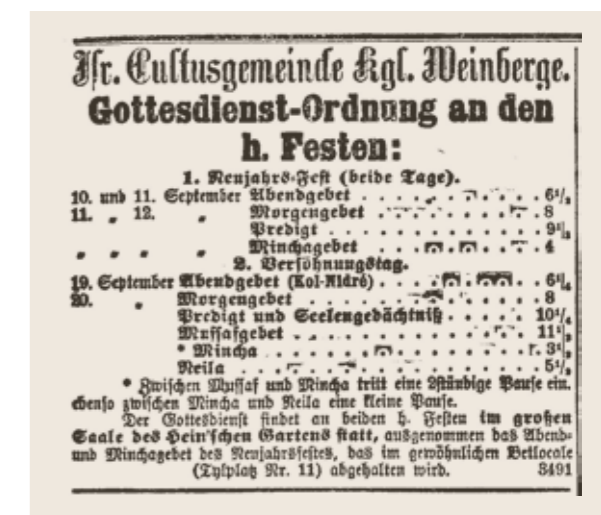 Isr. Cultusgemeinde Kgl. Weinberge.
Gottesdienst-Ordnung an den
h. Festen:
1. Neujahrs-Fest (beide Tage).
10. und 11. September Abendgebet . . . . . . . . 6¹/₂
11. „ 12. „ Morgengebet . . . . . . . . 8
Predigt . . . . . . . . 9¹/₂
„ „ „ „ Minchagebet . . . . . . . . 4
2. Versöhnungstag.
19. September Abendgebet (Kol-Nidré) . . . . . . . . 6¹/₄
20. „ Morgengebet . . . . . . . . 8
Predigt und Seelengedächtniß . . . . . . . . 10¹/₄
Mussafgebet . . . . . . . . 11¹/₂
* Mincha . . . . . . . . 3¹/₂
Neila . . . . . . . . 5¹/₂
* Zwischen Mussaf und Mincha tritt eine 2stündige Pause ein.
ebenso zwischen Mincha und Neila eine kleine Pause.
Der Gottesdienst findet an beiden h. Festen im großen
Saale des Hein'schen Gartens statt, ausgenommen das Abend-
und Minchagebet des Neujahrsfestes, das im gewöhnlichen Betlocale
(Tylplatz Nr. 11) abgehalten wird. 3491